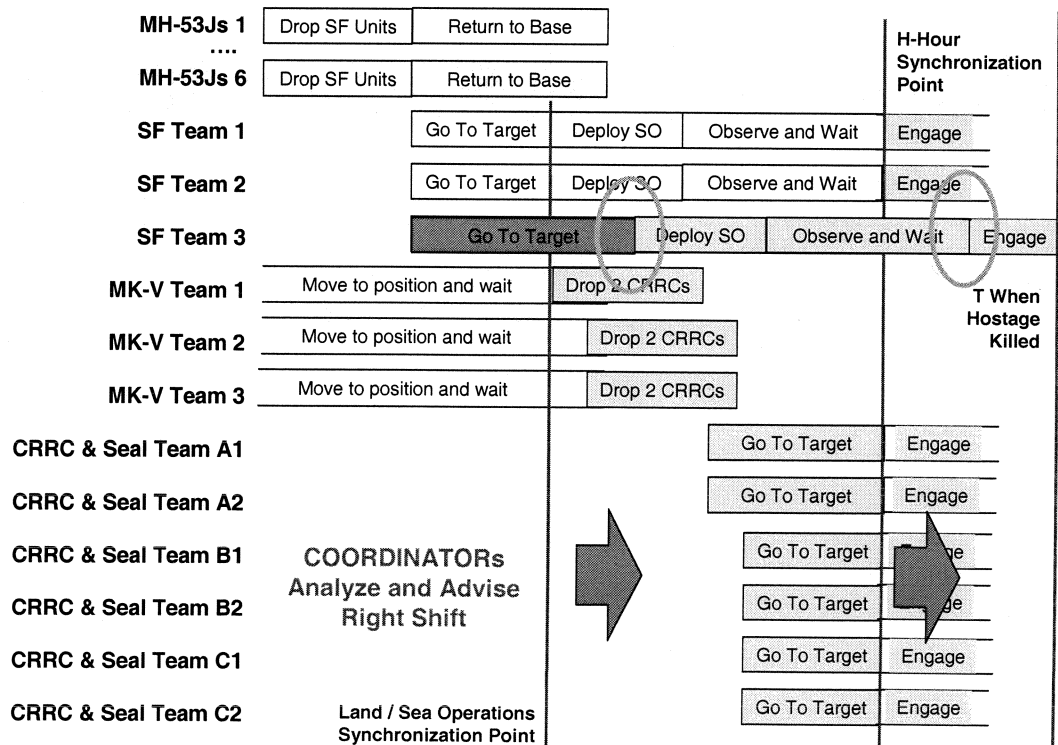 MH-53Js 1 Drop SF Units Return to Base
....
MH-53Js 6 Drop SF Units Return to Base
H-Hour
Synchronization
Point
SF Team 1 Go To Target Deploy SO Observe and Wait Engage
SF Team 2 Go To Target Deploy SO Observe and Wait Engage
SF Team 3 Go To Target Deploy SO Observe and Wait Engage
MK-V Team 1 Move to position and wait Drop 2 CRRCs
T When
Hostage
Killed
MK-V Team 2 Move to position and wait Drop 2 CRRCs
MK-V Team 3 Move to position and wait Drop 2 CRRCs
CRRC & Seal Team A1 Go To Target Engage
CRRC & Seal Team A2 Go To Target Engage
CRRC & Seal Team B1 Go To Target
COORDINATORs
Analyze and Advise
Right Shift
CRRC & Seal Team B2 Go To Target
CRRC & Seal Team C1 Go To Target Engage
CRRC & Seal Team C2 Go To Target Engage
Land / Sea Operations
Synchronization Point